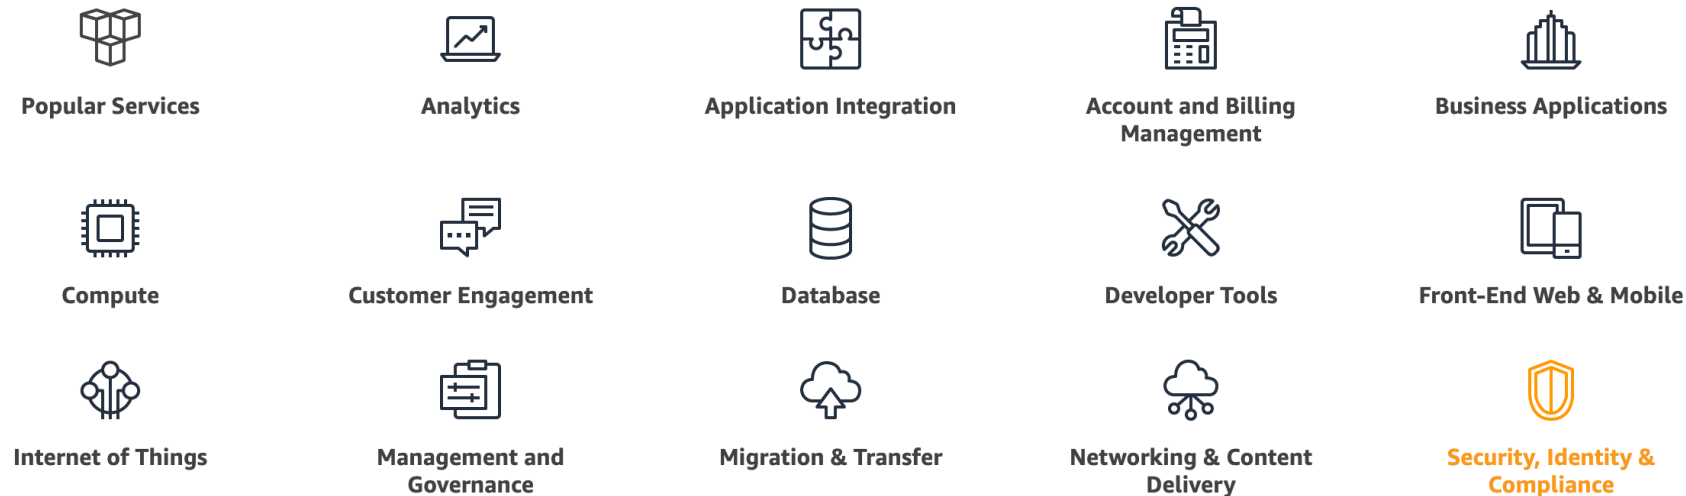 Popular Services
Analytics
Application Integration
Account and Billing
Management
Business Applications
Compute
Customer Engagement
Database
Developer Tools
Front-End Web & Mobile
Internet of Things
Management and
Governance
Migration & Transfer
Networking & Content
Delivery
Security, Identity &
Compliance